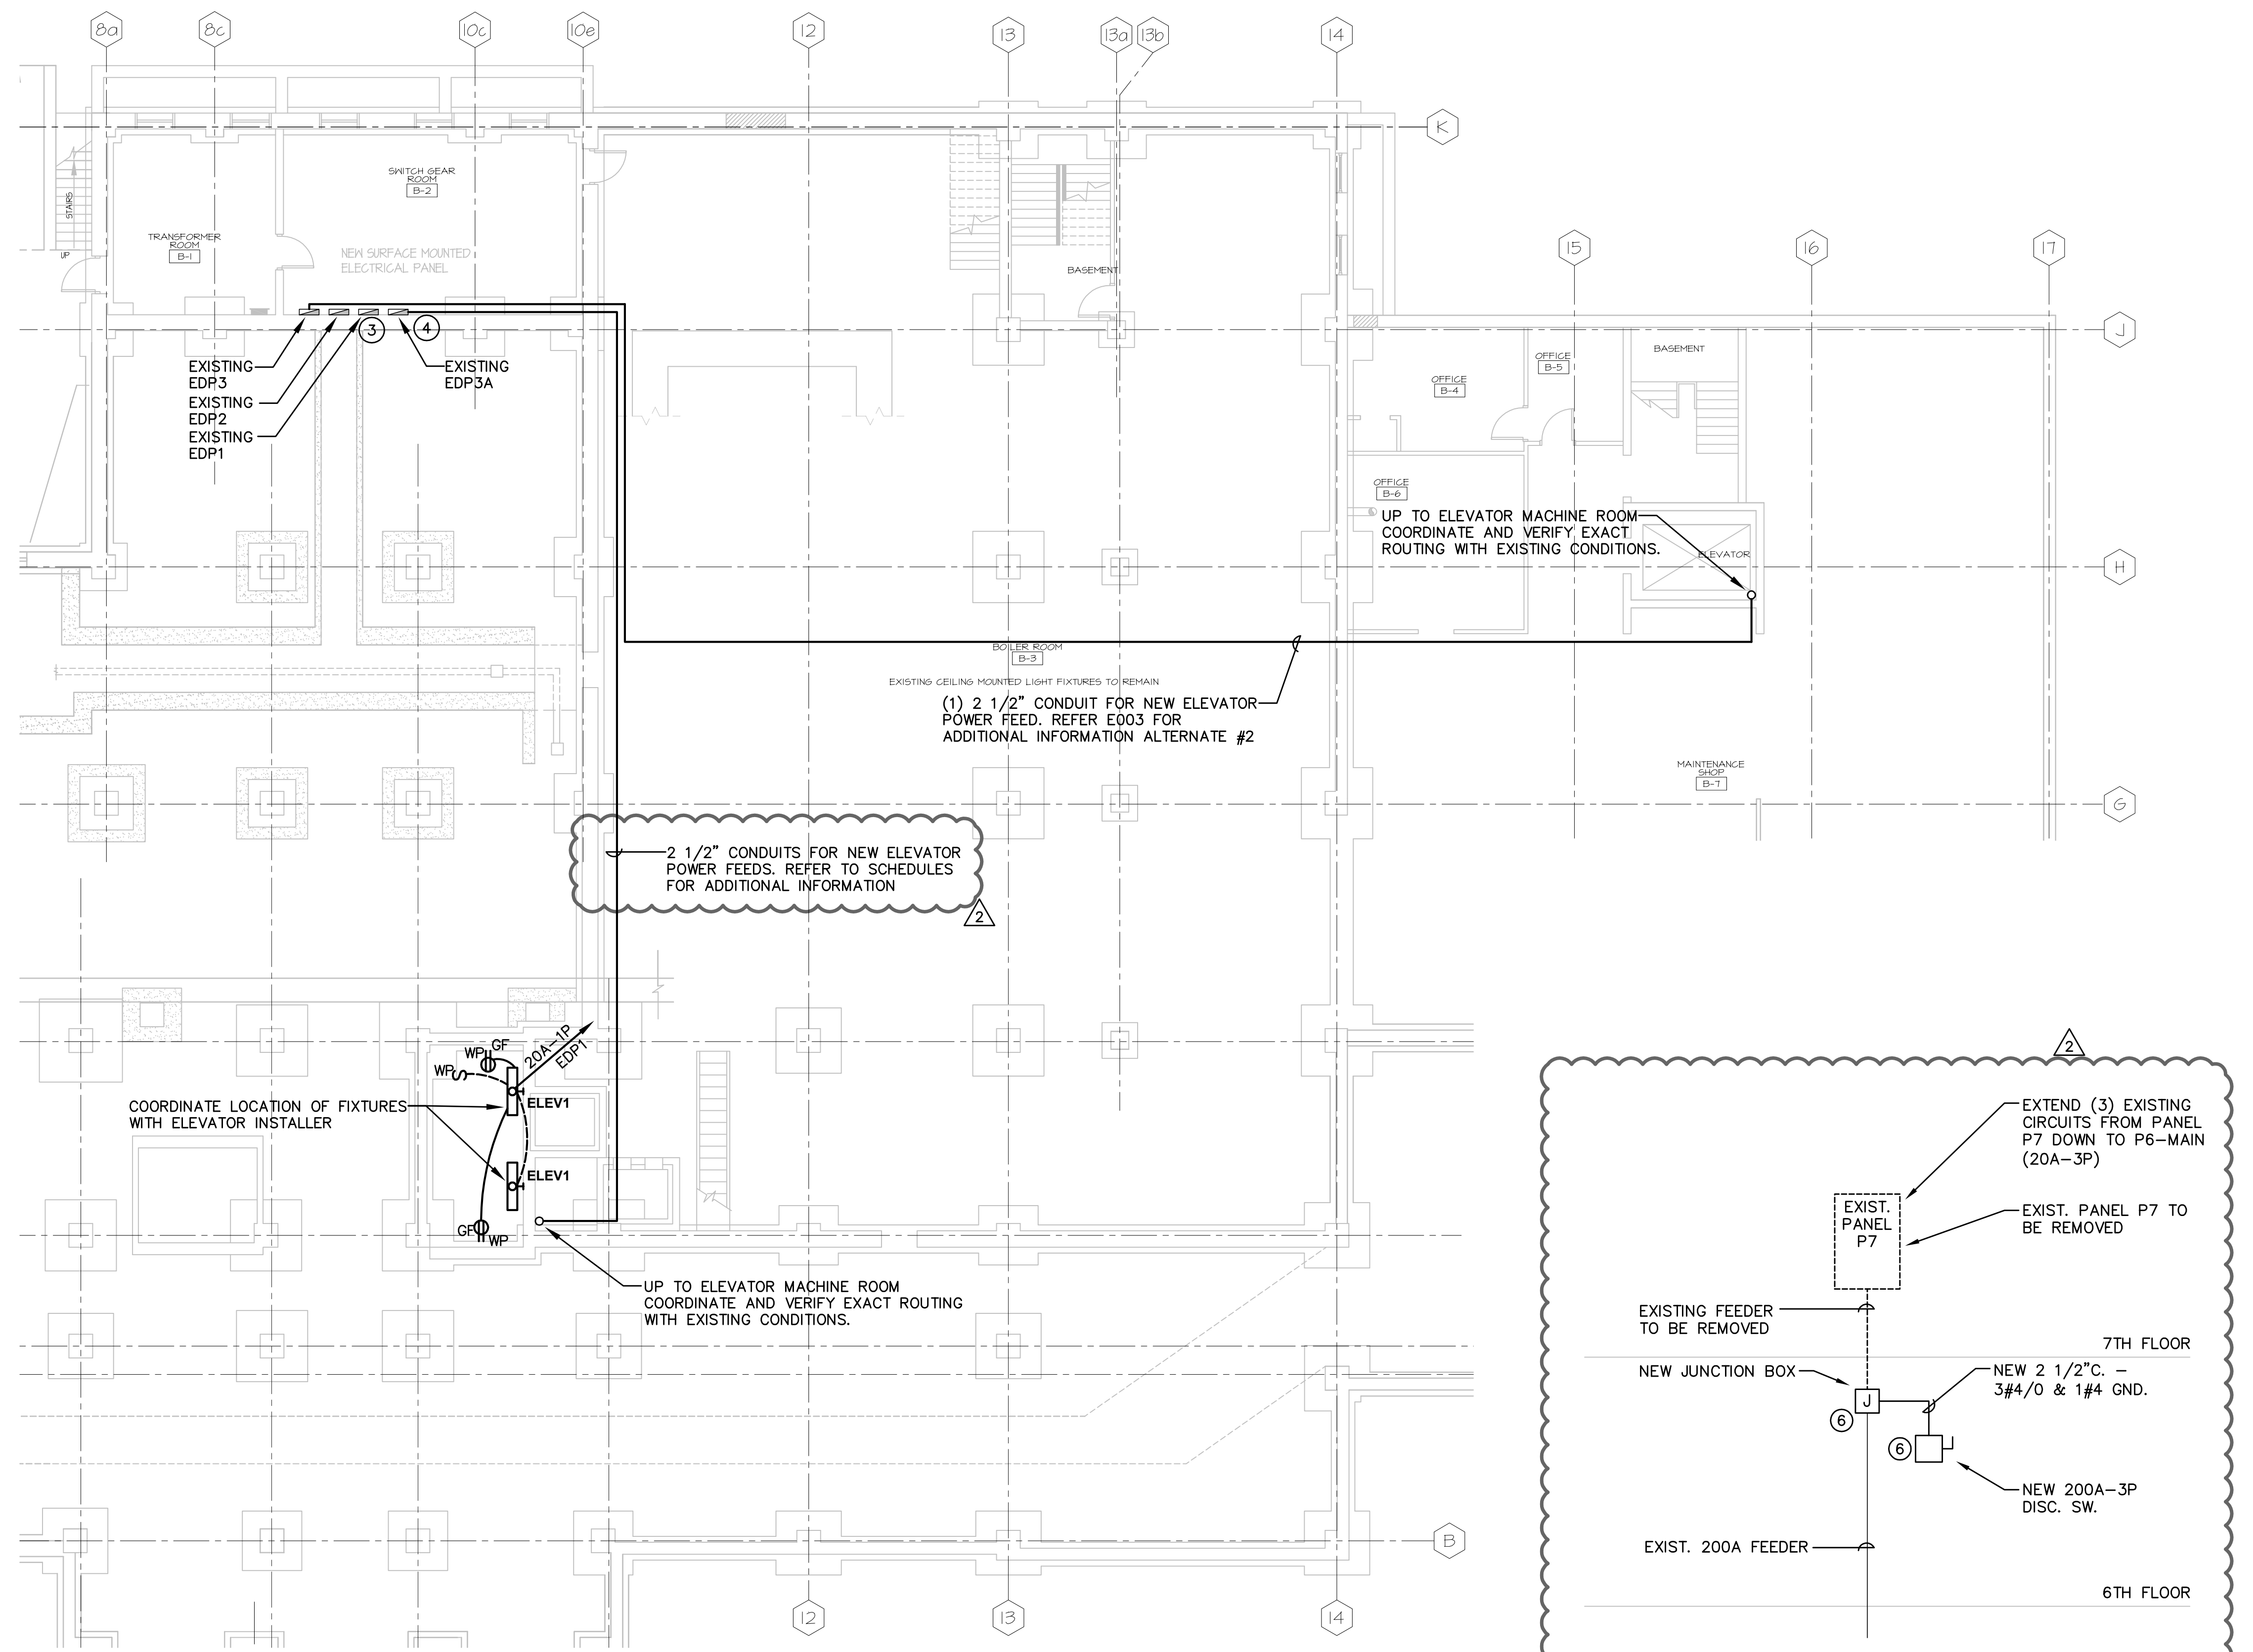 8a
8c
10c
10e
12
13
13a
13b
14
K
SWITCH GEAR
ROOM
B-2
STAIRS
UP
TRANSFORMER
ROOM
B-1
NEW SURFACE MOUNTED
ELECTRICAL PANEL
BASEMENT
15
16
17
3
4
J
EXISTING
EDP3
EXISTING
EDP2
EXISTING
EDP1
EXISTING
EDP3A
OFFICE
B-4
OFFICE
B-5
BASEMENT
OFFICE
B-6
UP TO ELEVATOR MACHINE ROOM
COORDINATE AND VERIFY EXACT
ROUTING WITH EXISTING CONDITIONS.
ELEVATOR
H
BOILER ROOM
B-3
EXISTING CEILING MOUNTED LIGHT FIXTURES TO REMAIN
(1) 2 1/2" CONDUIT FOR NEW ELEVATOR
POWER FEED. REFER E003 FOR
ADDITIONAL INFORMATION ALTERNATE #2
MAINTENANCE
SHOP
B-7
G
2 1/2" CONDUITS FOR NEW ELEVATOR
POWER FEEDS. REFER TO SCHEDULES
FOR ADDITIONAL INFORMATION
2
WP
GF
20A-1P
EDP1
WP
S
ELEV1
COORDINATE LOCATION OF FIXTURES
WITH ELEVATOR INSTALLER
ELEV1
GF
WP
UP TO ELEVATOR MACHINE ROOM
COORDINATE AND VERIFY EXACT ROUTING
WITH EXISTING CONDITIONS.
B
12
13
14
2
EXTEND (3) EXISTING
CIRCUITS FROM PANEL
P7 DOWN TO P6-MAIN
(20A-3P)
EXIST.
PANEL
P7
EXIST. PANEL P7 TO
BE REMOVED
EXISTING FEEDER
TO BE REMOVED
7TH FLOOR
NEW JUNCTION BOX
NEW 2 1/2"C. -
3#4/0 & 1#4 GND.
J
6
6
NEW 200A-3P
DISC. SW.
EXIST. 200A FEEDER
6TH FLOOR